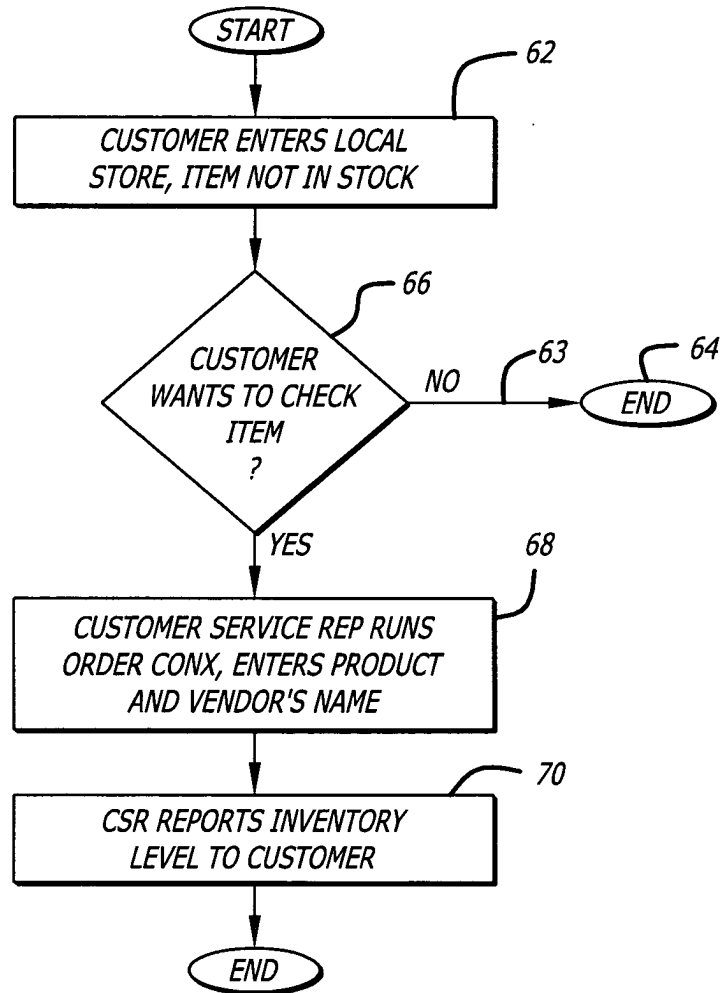 START
62
CUSTOMER ENTERS LOCAL
STORE, ITEM NOT IN STOCK
66
CUSTOMER
WANTS TO CHECK
ITEM
?
NO
63
64
END
YES
68
CUSTOMER SERVICE REP RUNS
ORDER CONX, ENTERS PRODUCT
AND VENDOR'S NAME
70
CSR REPORTS INVENTORY
LEVEL TO CUSTOMER
END